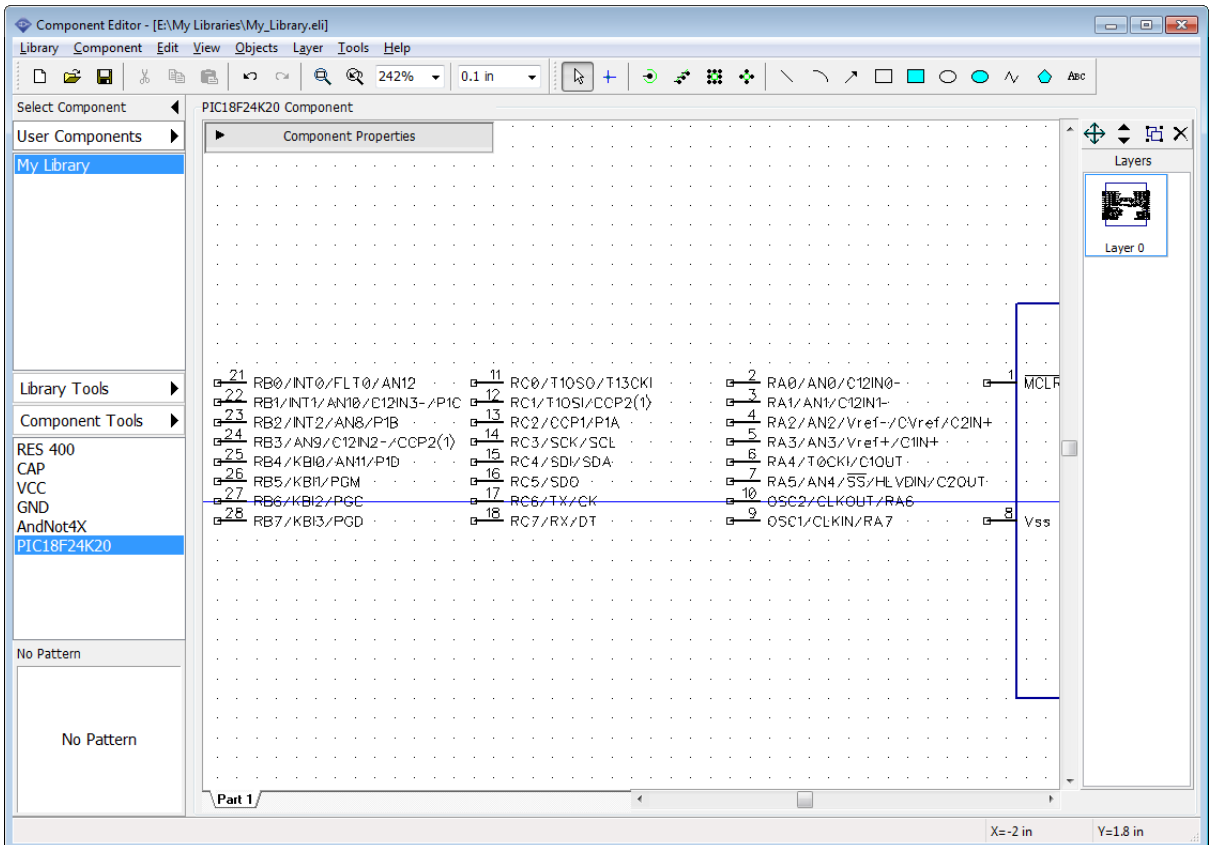 Component Editor - [E:\My Libraries\My_Library.eli]
Library Component Edit View Objects Layer Tools Help
242% 0.1 in ABC
Select Component
PIC18F24K20 Component
User Components
Component Properties
My Library
Layers
Layer 0
21 RB0/INT0/FLT0/AN12
22 RB1/INT1/AN10/C12IN3-/P1C
23 RB2/INT2/AN8/P1B
24 RB3/AN9/C12IN2-/CCP2(1)
25 RB4/KBI0/AN11/P1D
26 RB5/KBI1/PGM
27 RB6/KBI2/PGC
28 RB7/KBI3/PGD
11 RC0/T1OSO/T13CKI
12 RC1/T1OSI/CCP2(1)
13 RC2/CCP1/P1A
14 RC3/SCK/SCL
15 RC4/SDI/SDA
16 RC5/SDO
17 RC6/TX/CK
18 RC7/RX/DT
2 RA0/AN0/C12IN0-
3 RA1/AN1/C12IN1-
4 RA2/AN2/Vref-/CVref/C2IN+
5 RA3/AN3/Vref+/C1IN+
6 RA4/T0CKI/C1OUT
7 RA5/AN4/SS/HLVDIN/C2OUT
10 OSC2/CLKOUT/RA6
9 OSC1/CLKIN/RA7
1 MCLR
8 Vss
Library Tools
Component Tools
RES 400
CAP
VCC
GND
AndNot4X
PIC18F24K20
No Pattern
No Pattern
Part 1
X=-2 in Y=1.8 in